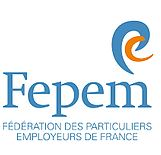 Fepem
FÉDÉRATION DES PARTICULIERS
EMPLOYEURS DE FRANCE